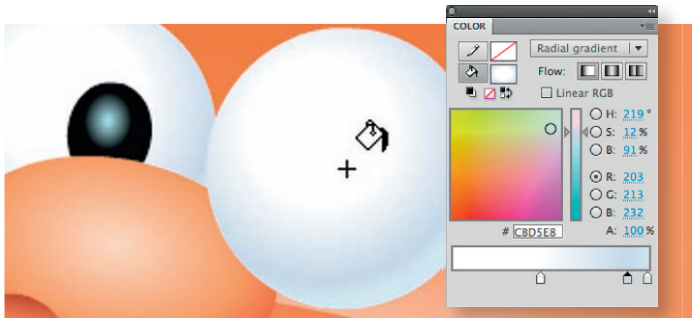 COLOR
Radial gradient
Flow:
Linear RGB
H: 219 °
S: 12 %
B: 91 %
R: 203
G: 213
B: 232
# CBD5E8 A: 100 %